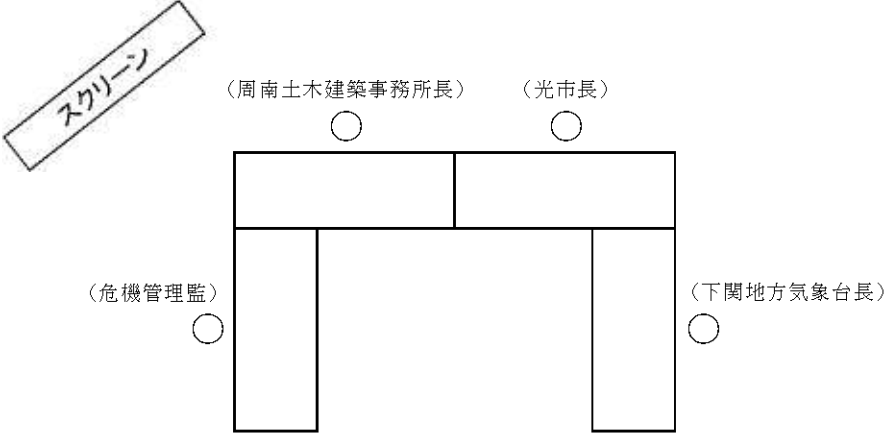 スクリーン
（周南土木建築事務所長）
（光市長）
（危機管理監）
（下関地方気象台長）